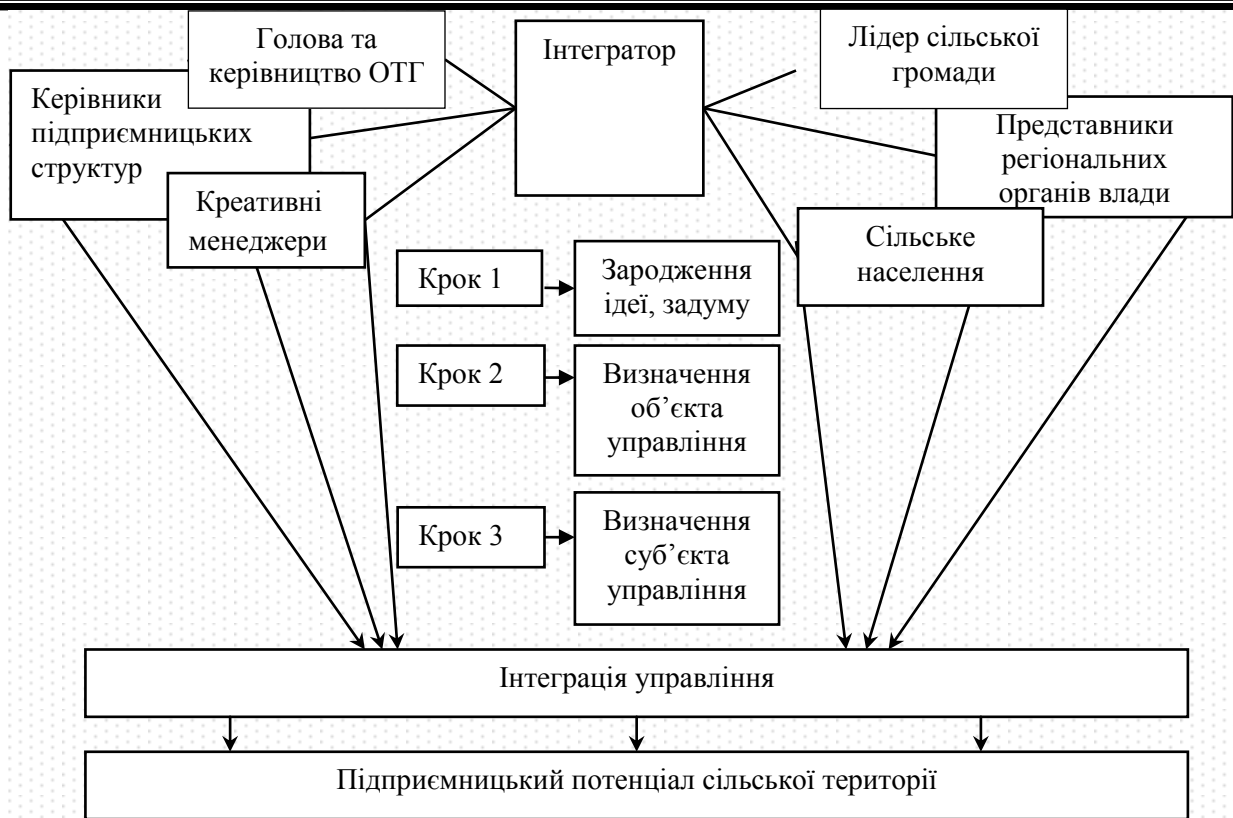 Голова та
керівництво ОТГ
Інтегратор
Лідер сільської
громади
Керівники
підприємницьких
структур
Представники
регіональних
органів влади
Креативні
менеджери
Сільське
населення
Крок 1
Зародження
ідеї, задуму
Крок 2
Визначення
об’єкта
управління
Крок 3
Визначення
суб’єкта
управління
Інтеграція управління
Підприємницький потенціал сільської території